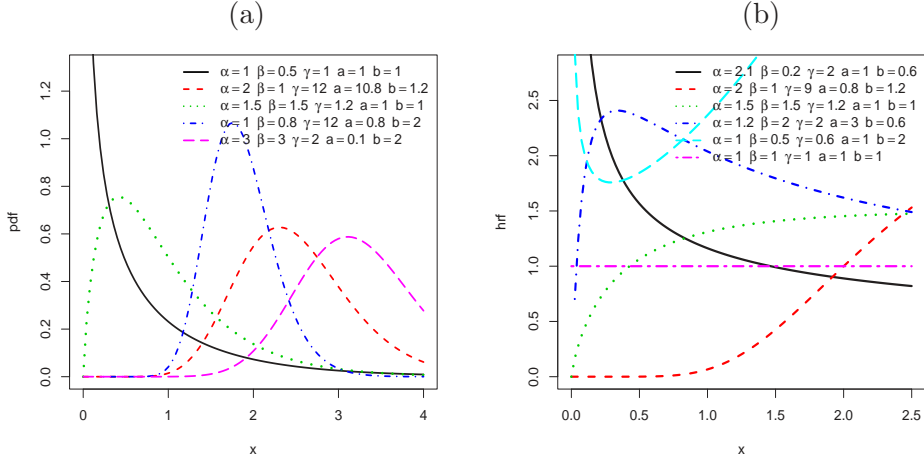 (a)
α=1 β=0.5 γ=1 a=1 b=1
α=2 β=1 γ=12 a=10.8 b=1.2
α=1.5 β=1.5 γ=1.2 a=1 b=1
α=1 β=0.8 γ=12 a=0.8 b=2
α=3 β=3 γ=2 a=0.1 b=2
pdf
1.2
1.0
0.8
0.6
0.4
0.2
0.0
0 1 2 3 4
x
(b)
α=2.1 β=0.2 γ=2 a=1 b=0.6
α=2 β=1 γ=9 a=0.8 b=1.2
α=1.5 β=1.5 γ=1.2 a=1 b=1
α=1.2 β=2 γ=2 a=3 b=0.6
α=1 β=0.5 γ=0.6 a=1 b=2
α=1 β=1 γ=1 a=1 b=1
hrf
2.5
2.0
1.5
1.0
0.5
0.0
0.0 0.5 1.0 1.5 2.0 2.5
x